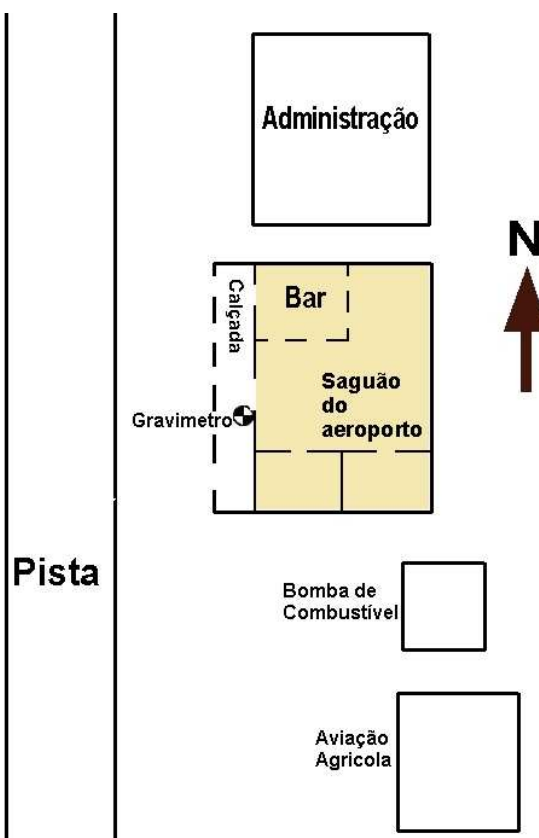 Administração
N
Calçada
Bar
Saguão
do
aeroporto
Gravimetro
Pista
Bomba de
Combustível
Aviação
Agricola